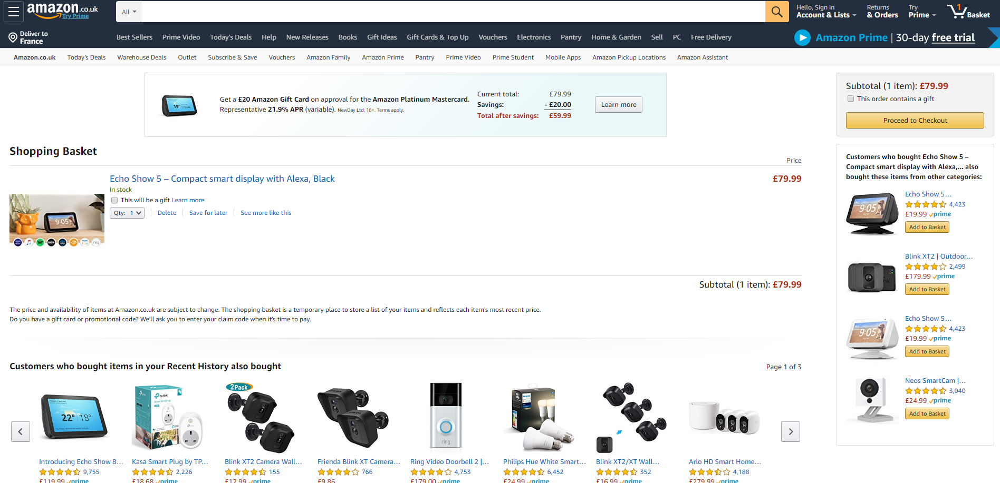 amazon.co.uk
Try Prime
All
Hello, Sign in
Account & Lists
Returns
& Orders
Try
Prime
1
Basket
Deliver to
France
Best Sellers Prime Video Today's Deals Help New Releases Books Gift Ideas Gift Cards & Top Up Vouchers Electronics Pantry Home & Garden Sell PC Free Delivery
Amazon Prime | 30-day free trial
Amazon.co.uk Today's Deals Warehouse Deals Outlet Subscribe & Save Vouchers Amazon Family Amazon Prime Pantry Prime Video Prime Student Mobile Apps Amazon Pickup Locations Amazon Assistant
19°
Get a £20 Amazon Gift Card on approval for the Amazon Platinum Mastercard.
Representative 21.9% APR (variable). NewDay Ltd, 18+. Terms apply.
Current total: £79.99
Savings: - £20.00
Total after savings: £59.99
Learn more
Subtotal (1 item): £79.99
This order contains a gift
Proceed to Checkout
Shopping Basket
Price
Echo Show 5 – Compact smart display with Alexa, Black
£79.99
In stock
This will be a gift Learn more
Qty: 1
Delete
Save for later
See more like this
9:05
ring
Subtotal (1 item): £79.99
The price and availability of items at Amazon.co.uk are subject to change. The shopping basket is a temporary place to store a list of your items and reflects each item's most recent price.
Do you have a gift card or promotional code? We'll ask you to enter your claim code when it's time to pay.
Customers who bought Echo Show 5 –
Compact smart display with Alexa,... also
bought these items from other categories:
9:05
Echo Show 5...
4,423
£19.99 prime
Add to Basket
Blink XT2 | Outdoor...
2,499
£179.99 prime
Add to Basket
9:05
Echo Show 5...
4,423
£19.99 prime
Add to Basket
Neos SmartCam |...
3,040
£24.99 prime
Add to Basket
Customers who bought items in your Recent History also bought
Page 1 of 3
22° | 18°
Introducing Echo Show 8...
9,755
£119.99 prime
tp-link
Smart Wi-Fi Plug
Kasa Smart Plug by TP...
2,226
£18.68 prime
2Pack
Blink XT2 Camera Wall...
155
£12.99 prime
Frienda Blink XT Camera...
766
£9.86
ring
Ring Video Doorbell 2 |...
4,753
£179.00 prime
PHILIPS
Philips Hue White Smart...
6,452
£24.99 prime
Blink XT2/XT Wall...
352
£16.99 prime
Arlo HD Smart Home...
4,188
£279.99 prime